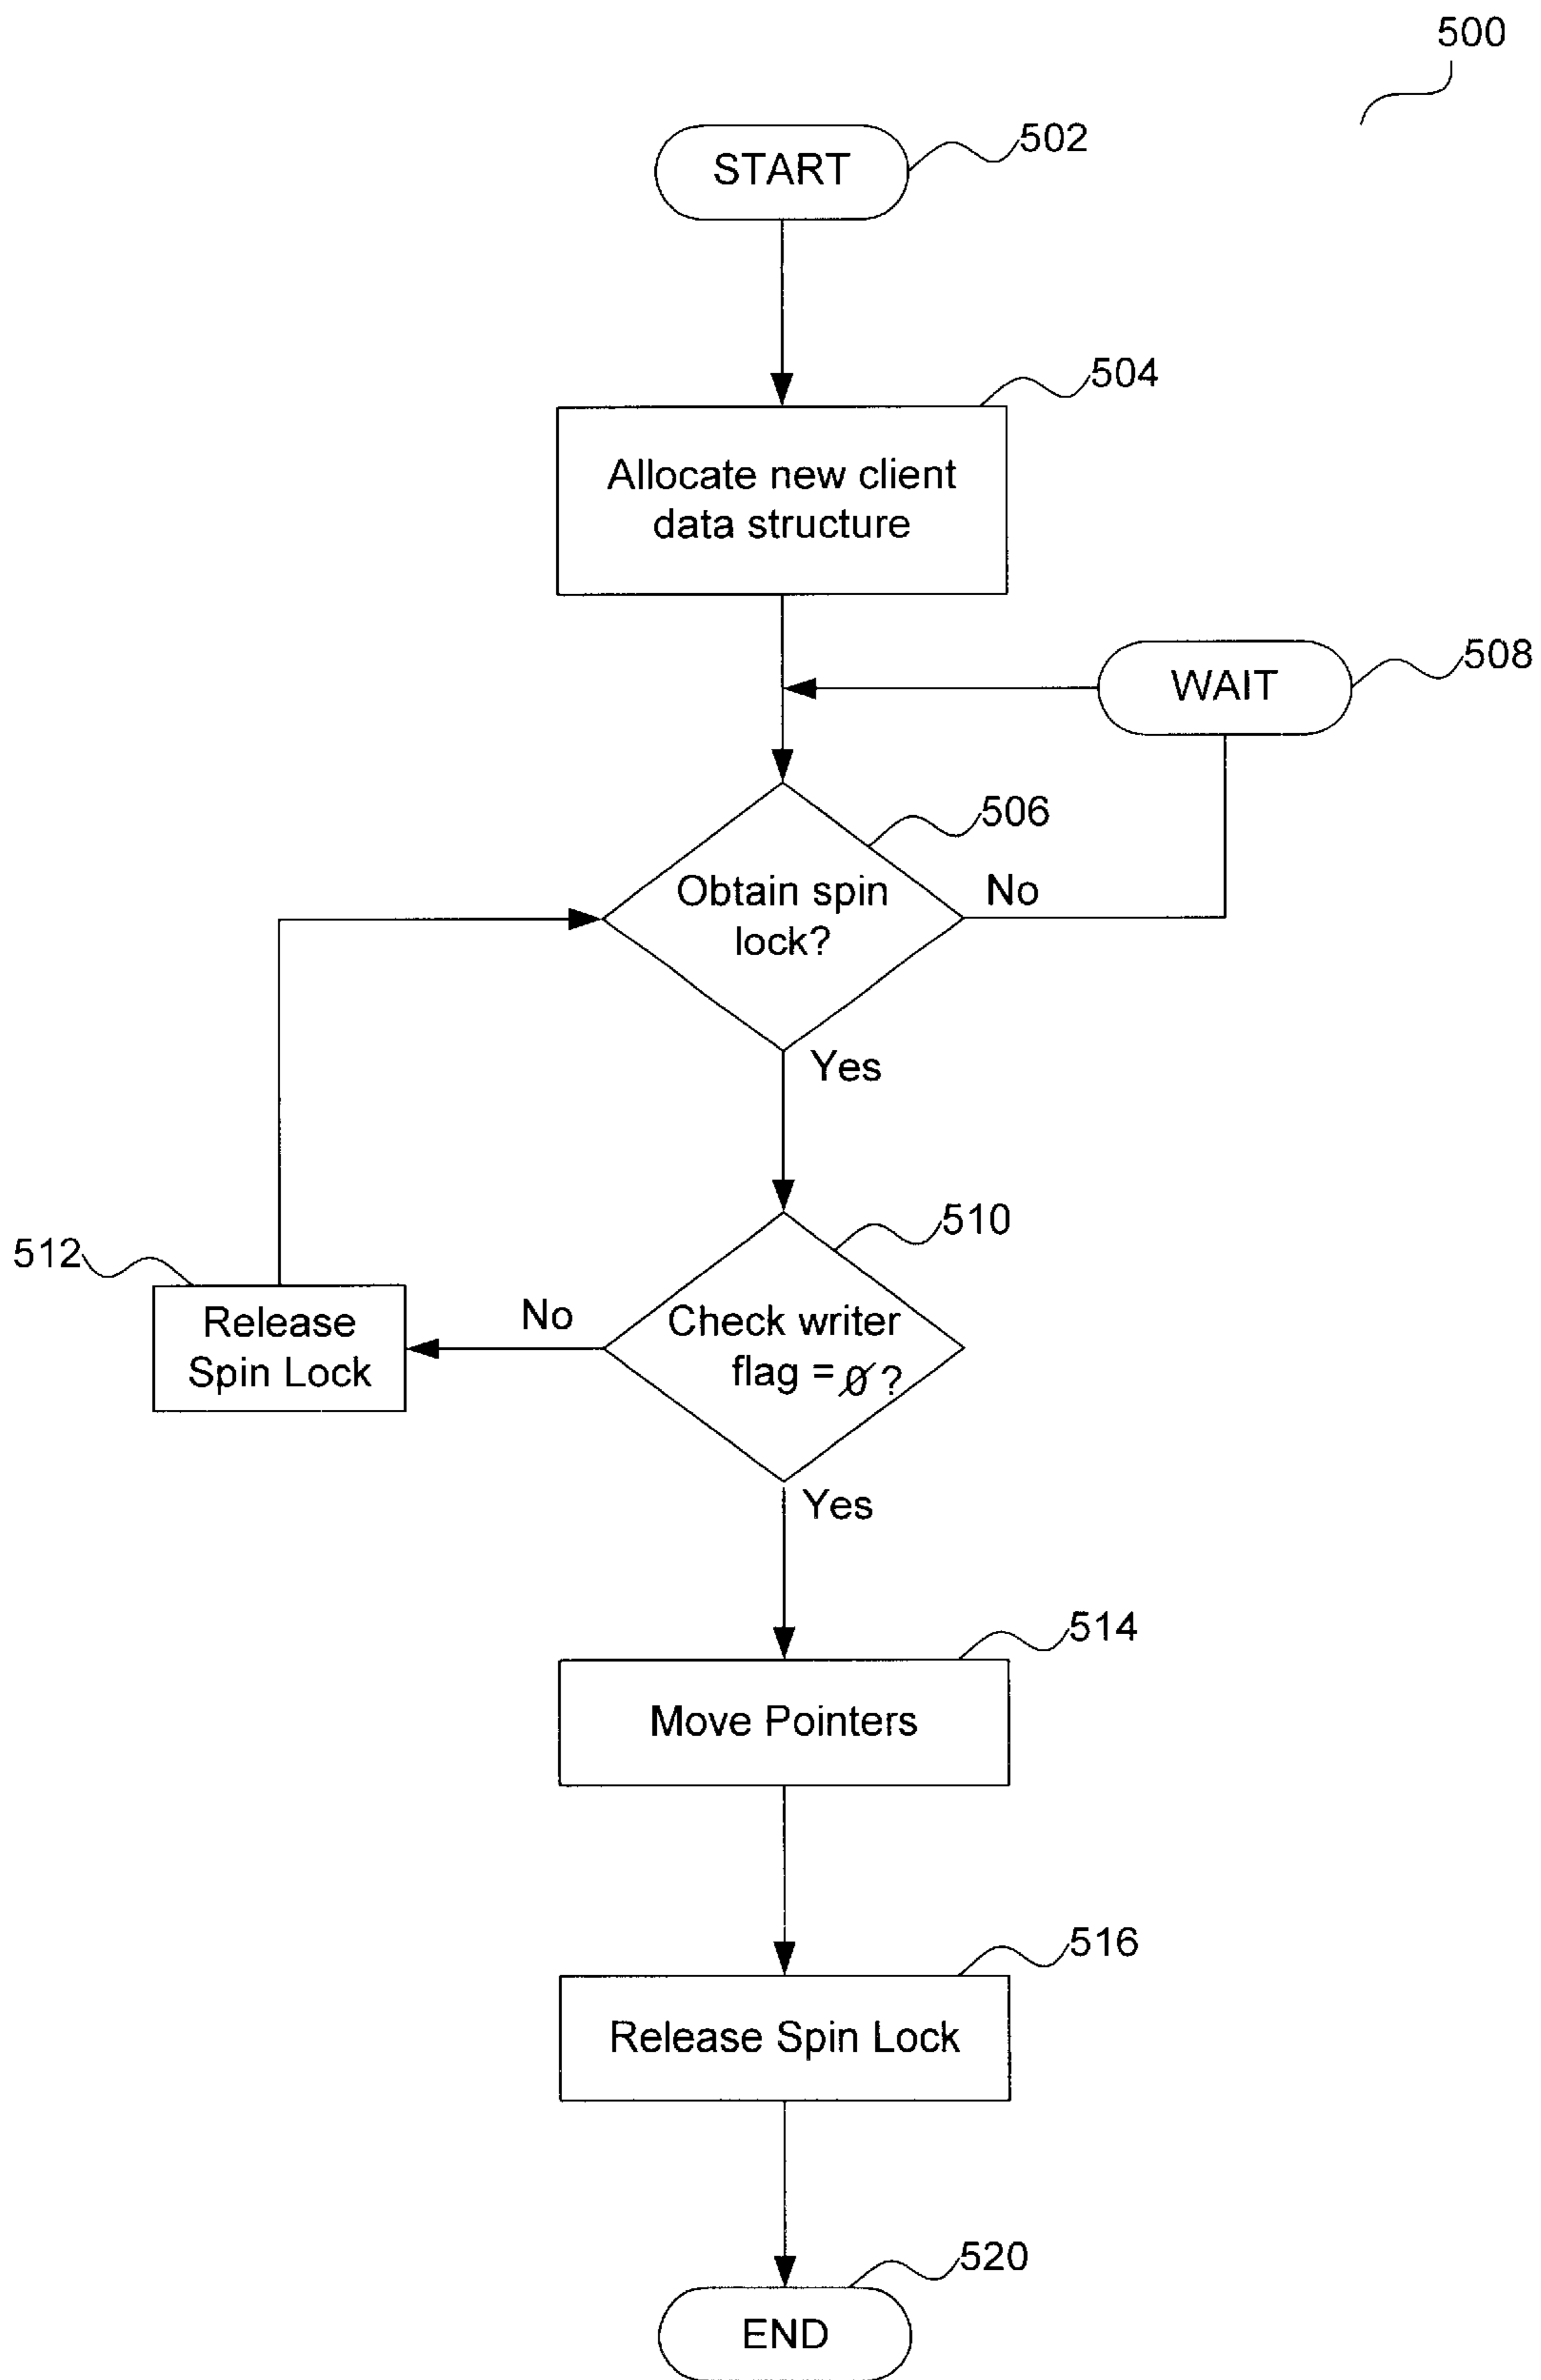 500
START
502
504
Allocate new client
data structure
WAIT
508
506
Obtain spin
lock?
No
Yes
510
512
Release
Spin Lock
No
Check writer
flag = 0 ?
Yes
514
Move Pointers
516
Release Spin Lock
520
END